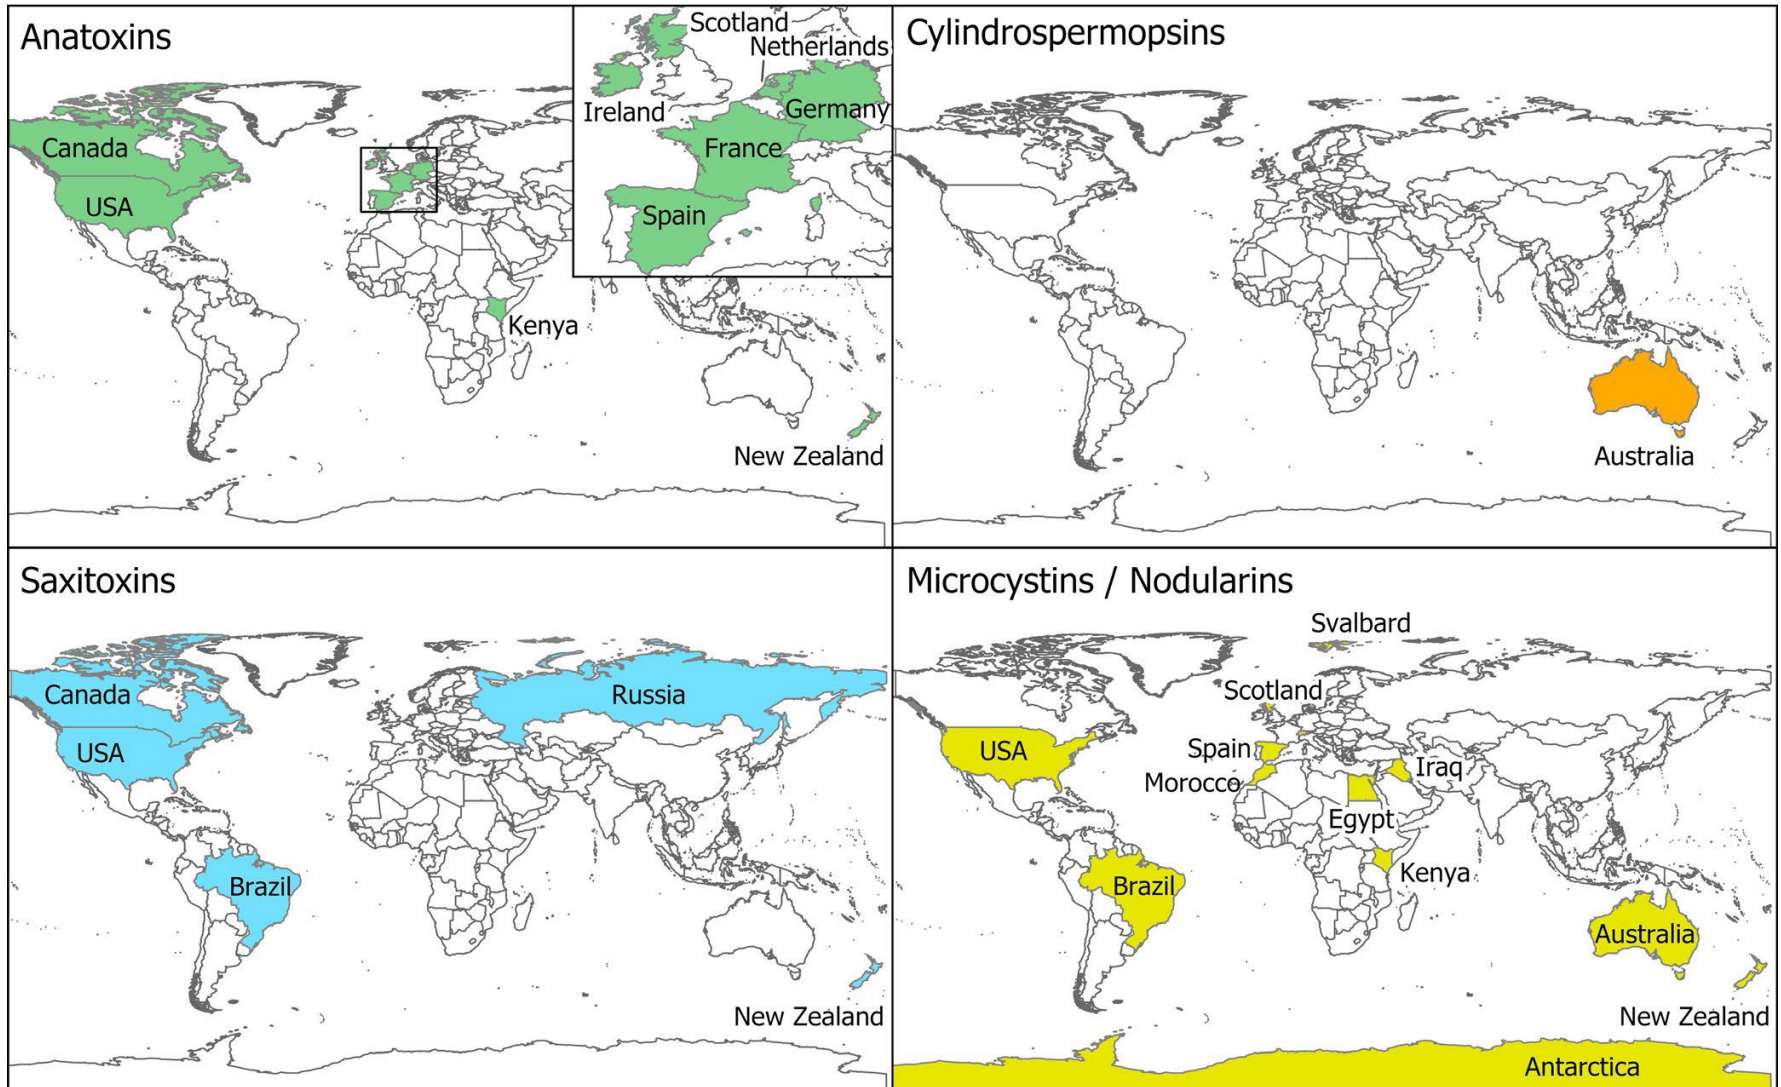 Anatoxins
Scotland
Netherlands
Ireland
Germany
France
Spain
Canada
USA
Kenya
New Zealand
Cylindrospermopsins
Australia
Saxitoxins
Canada
USA
Russia
Brazil
New Zealand
Microcystins / Nodularins
Svalbard
Scotland
USA
Spain
Morocco
Iraq
Egypt
Kenya
Brazil
Australia
New Zealand
Antarctica